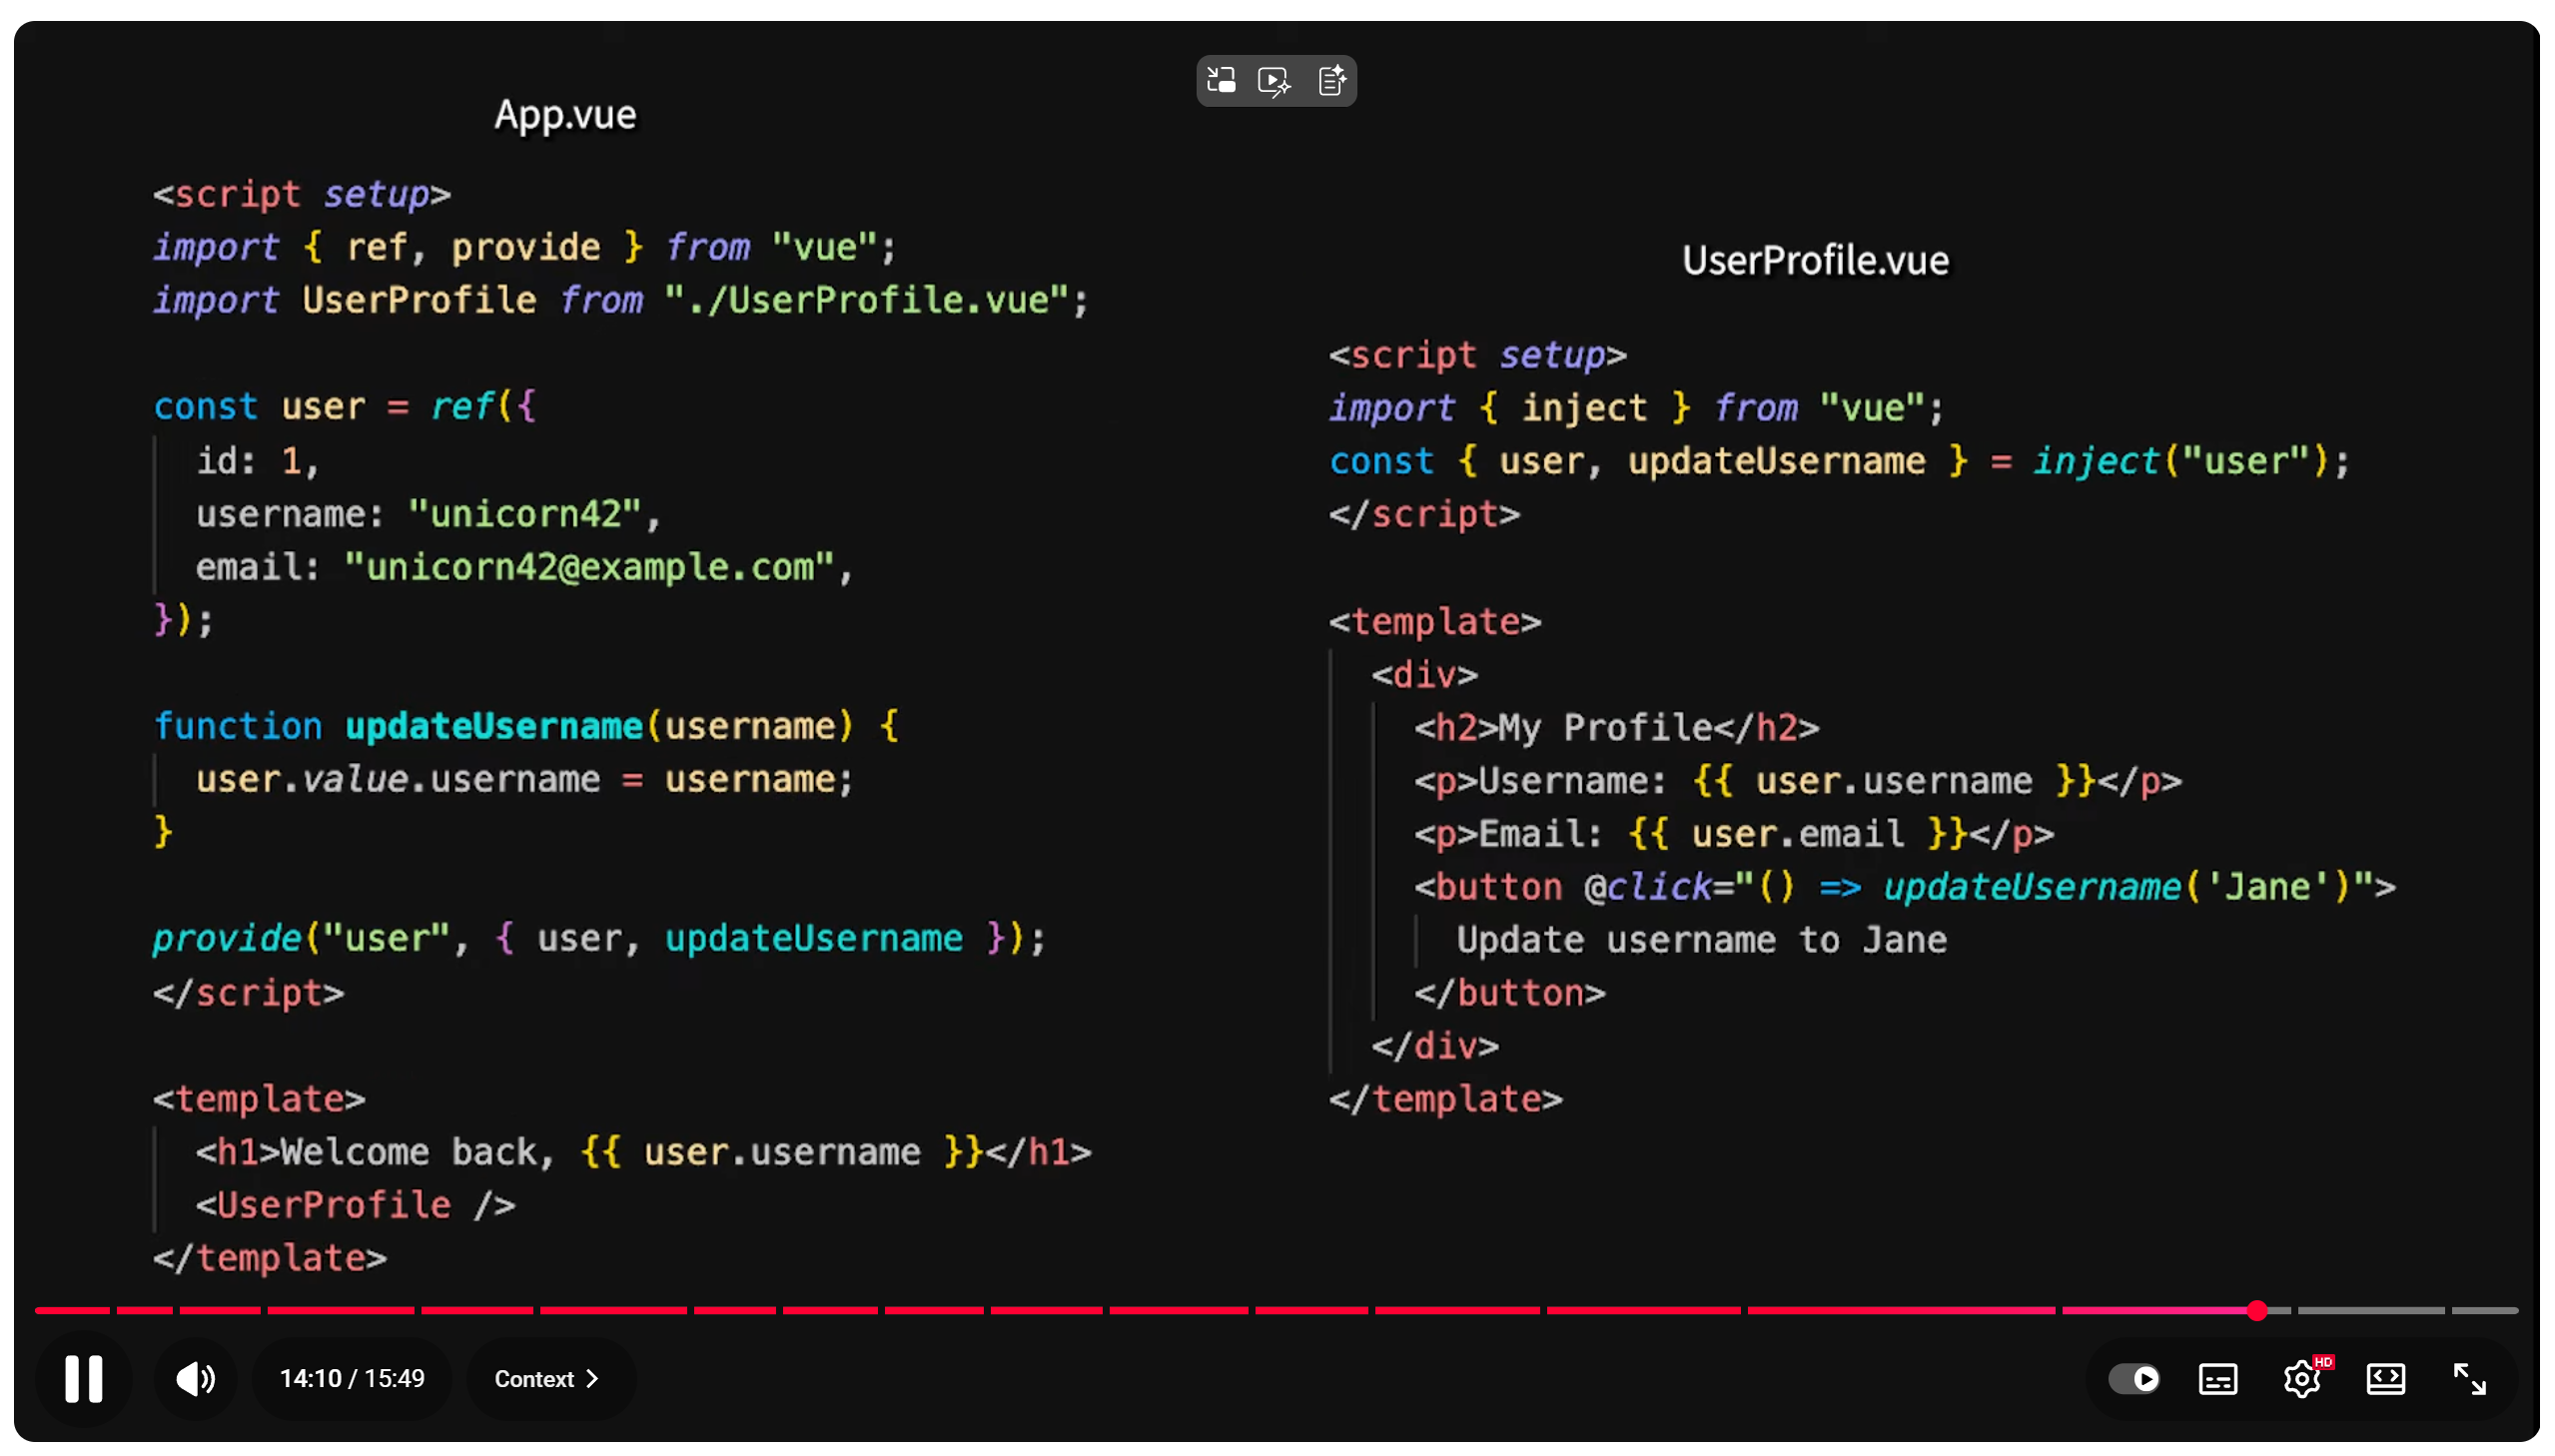 App.vue
<script setup>
import { ref, provide } from "vue";
import UserProfile from "./UserProfile.vue";
const user = ref({
id: 1,
username: "unicorn42",
email: "unicorn42@example.com",
});
function updateUsername(username) {
user.value.username = username;
}
provide("user", { user, updateUsername });
</script>
<template>
<h1>Welcome back, {{ user.username }}</h1>
<UserProfile />
</template>
UserProfile.vue
<script setup>
import { inject } from "vue";
const { user, updateUsername } = inject("user");
</script>
<template>
<div>
<h2>My Profile</h2>
<p>Username: {{ user.username }}</p>
<p>Email: {{ user.email }}</p>
<button @click="() => updateUsername('Jane')">
Update username to Jane
</button>
</div>
</template>
14:10 / 15:49
Context
HD